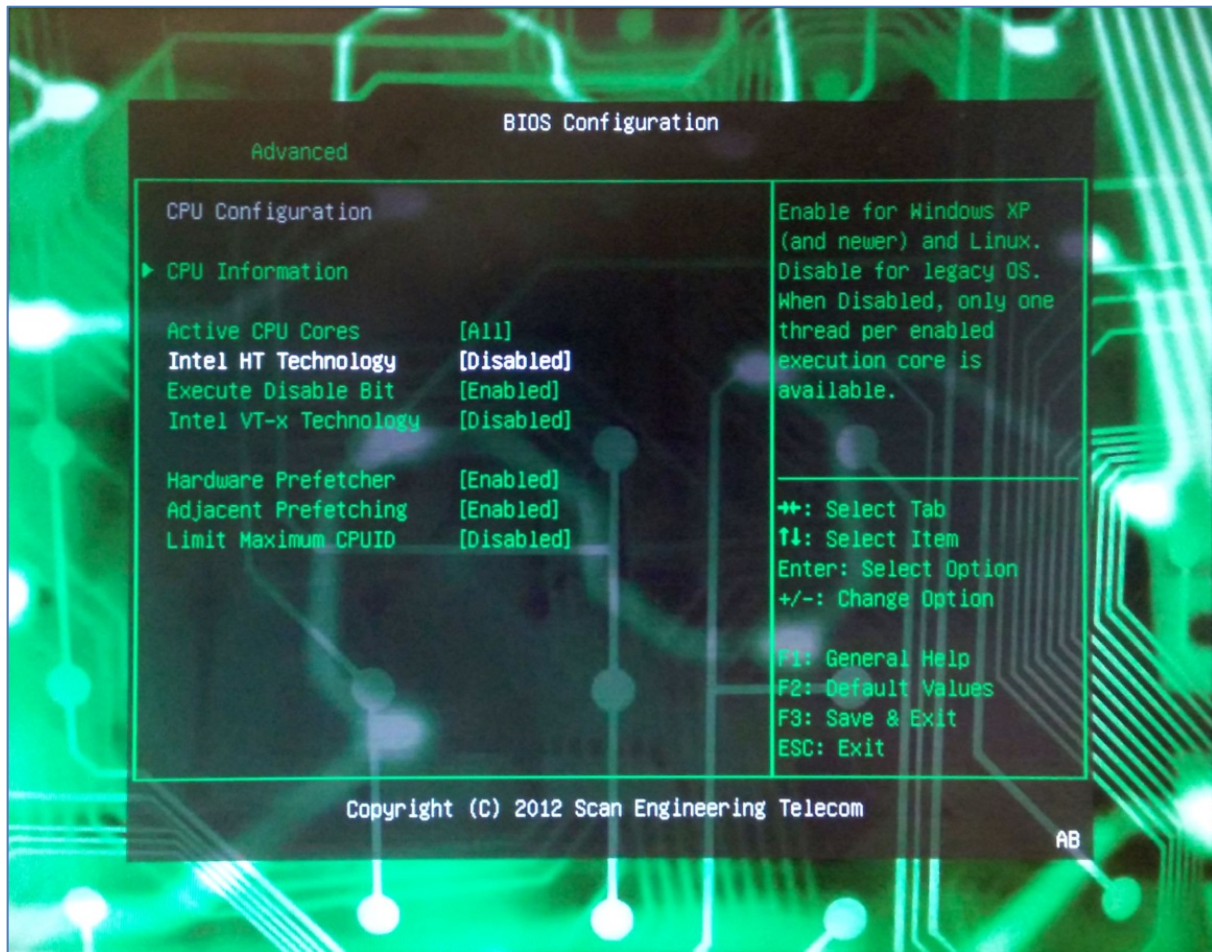 BIOS Configuration
Advanced
CPU Configuration
CPU Information
Active CPU Cores [All]
Intel HT Technology [Disabled]
Execute Disable Bit [Enabled]
Intel VT-x Technology [Disabled]
Hardware Prefetcher [Enabled]
Adjacent Prefetching [Enabled]
Limit Maximum CPUID [Disabled]
Enable for Windows XP
(and newer) and Linux.
Disable for legacy OS.
When Disabled, only one
thread per enabled
execution core is
available.
→←: Select Tab
↑↓: Select Item
Enter: Select Option
+/-: Change Option
F1: General Help
F2: Default Values
F3: Save & Exit
ESC: Exit
Copyright (C) 2012 Scan Engineering Telecom
AB